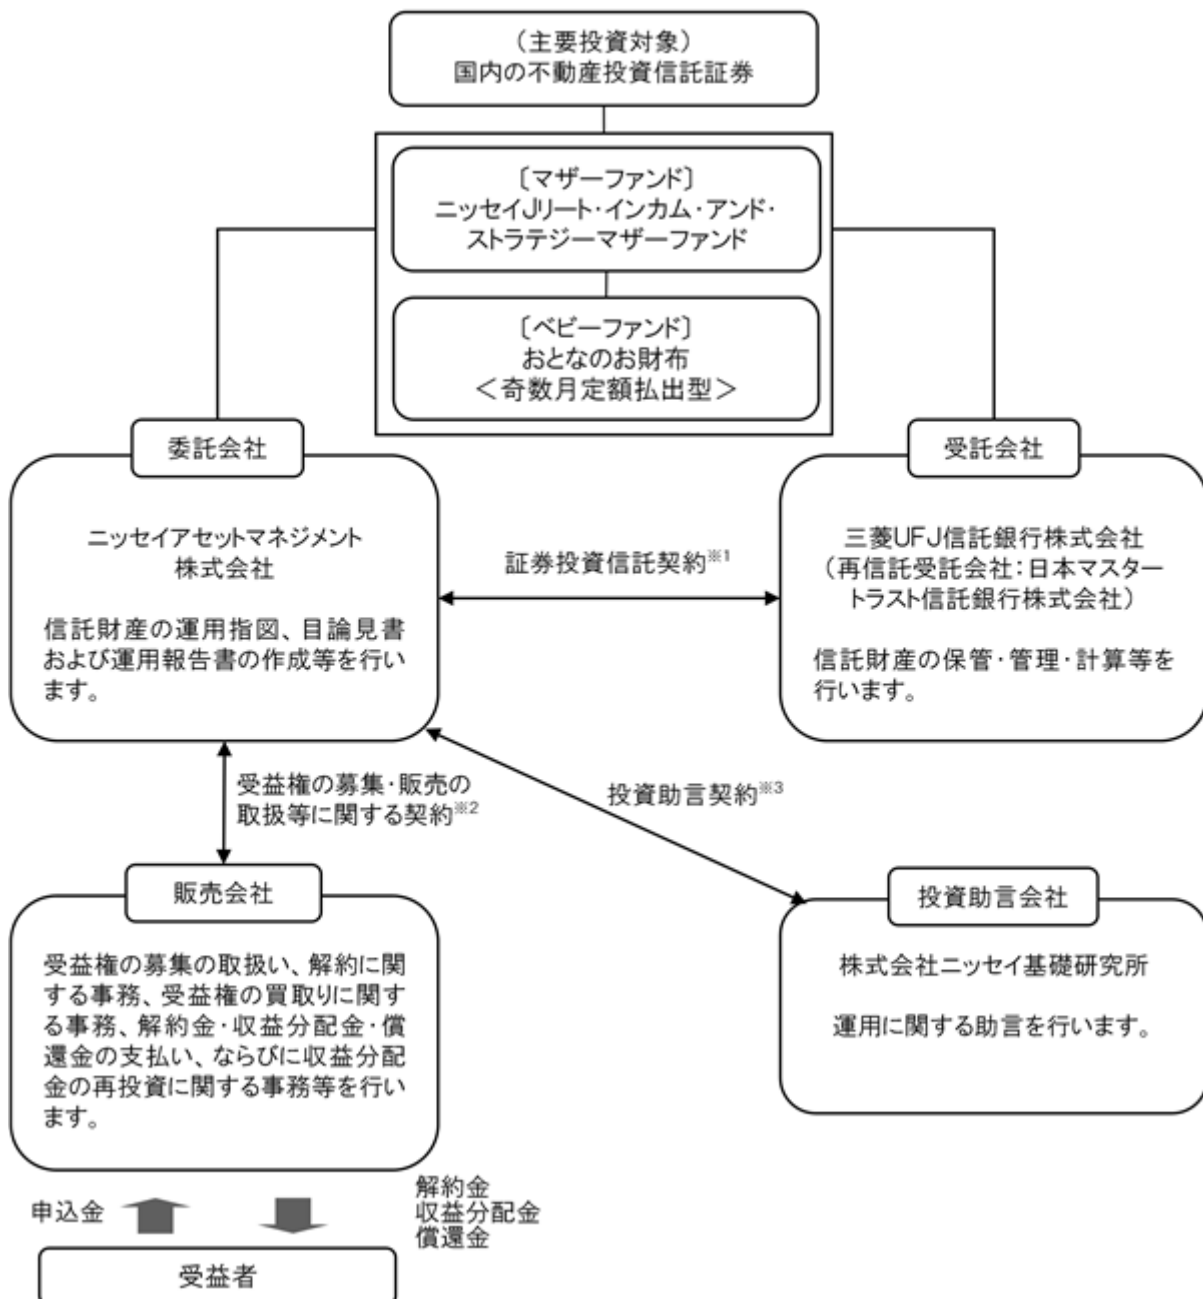 （主要投資対象）
国内の不動産投資信託証券
〔マザーファンド〕
ニッセイJリート・インカム・アンド・
ストラテジーマザーファンド
〔ベビーファンド〕
おとなのお財布
＜奇数月定額払出型＞
委託会社
ニッセイアセットマネジメント
株式会社
信託財産の運用指図、目論見書
および運用報告書の作成等を行い
ます。
証券投資信託契約※1
受託会社
三菱UFJ信託銀行株式会社
（再信託受託会社：日本マスター
トラスト信託銀行株式会社）
信託財産の保管・管理・計算等を
行います。
受益権の募集・販売の
取扱等に関する契約※2
投資助言契約※3
販売会社
受益権の募集の取扱い、解約に関
する事務、受益権の買取りに関す
る事務、解約金・収益分配金・償
還金の支払い、ならびに収益分配
金の再投資に関する事務等を行い
ます。
投資助言会社
株式会社ニッセイ基礎研究所
運用に関する助言を行います。
申込金
解約金
収益分配金
償還金
受益者